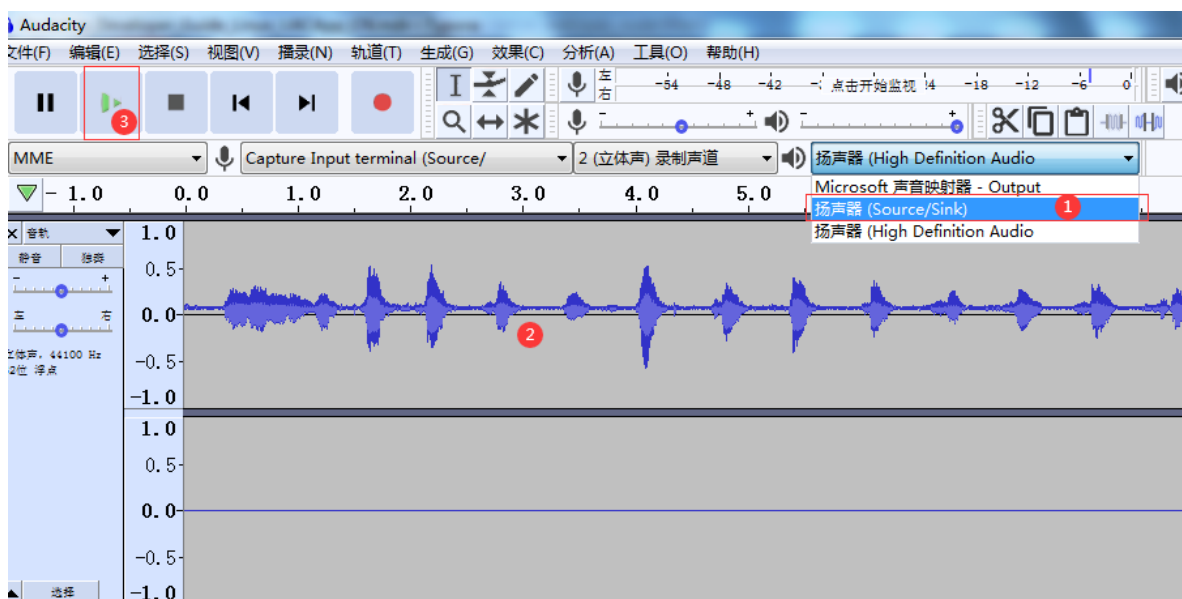 Audacity
文件(F) 编辑(E) 选择(S) 视图(V) 播录(N) 轨道(T) 生成(G) 效果(C) 分析(A) 工具(O) 帮助(H)
左
右
-54 -48 -42 点击开始监视 -18 -12 -6 0
3
MME
Capture Input terminal (Source/
2 (立体声) 录制声道
扬声器 (High Definition Audio
Microsoft 声音映射器 - Output
扬声器 (Source/Sink)
1
扬声器 (High Definition Audio
- 1.0 0.0 1.0 2.0 3.0 4.0 5.0
× 音轨
静音 独奏
- +
左 右
立体声, 44100 Hz
32位 浮点
选择
1.0
0.5
0.0
-0.5
-1.0
2
1.0
0.5
0.0
-0.5
-1.0